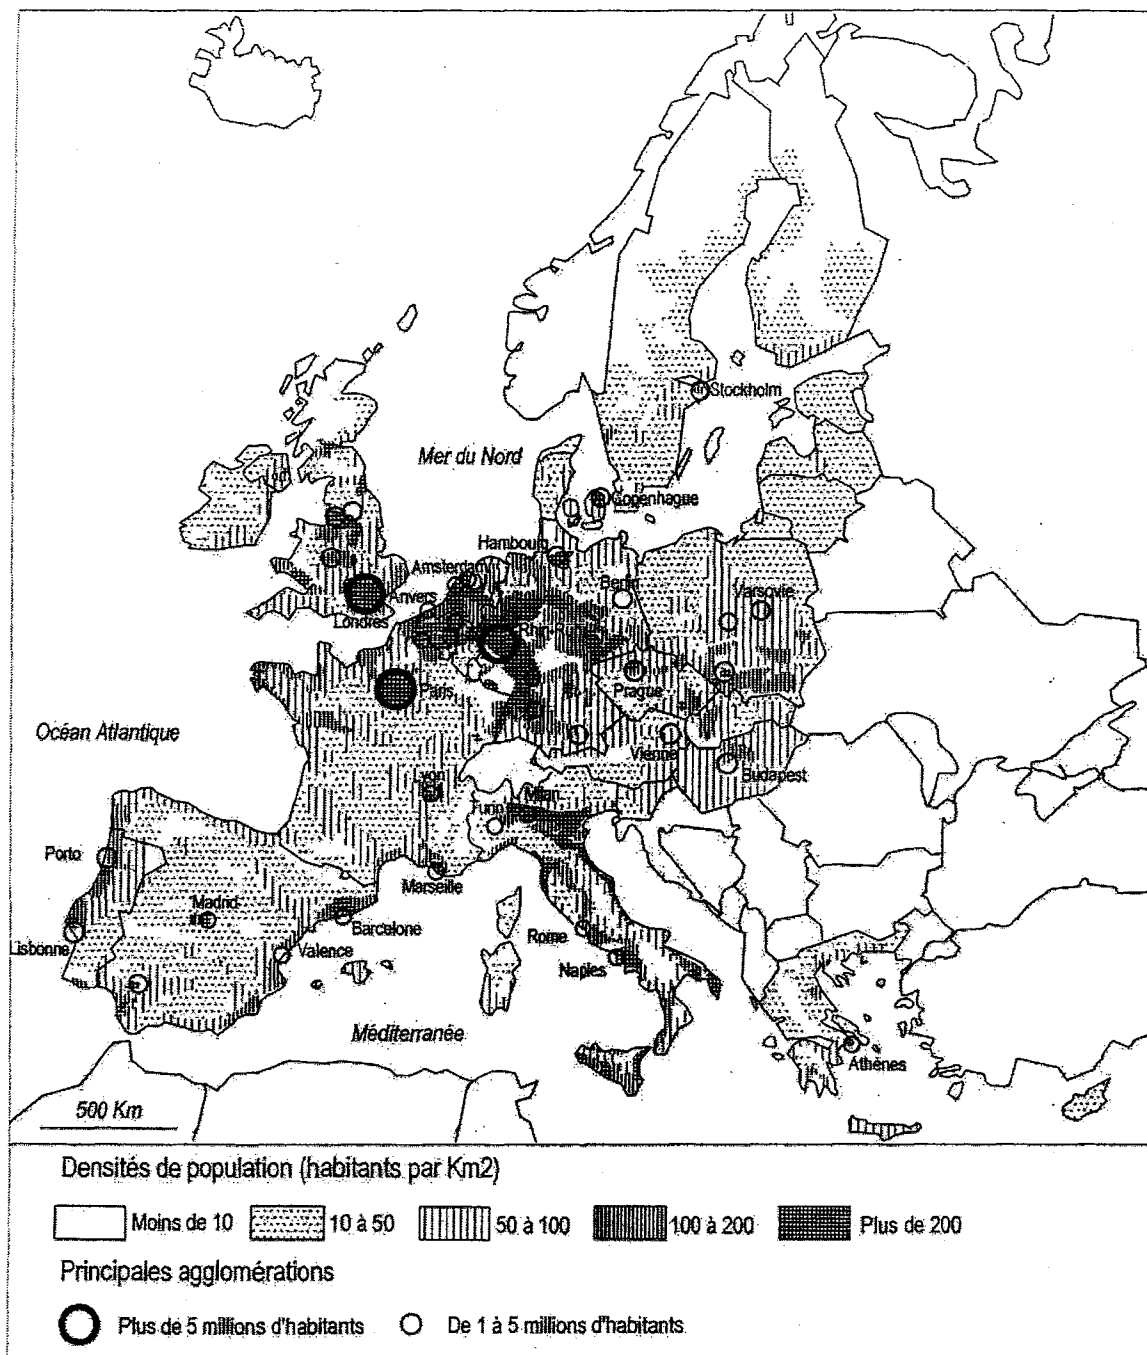 Stockholm
Mer du Nord
Copenhague
Hambourg
Amsterdam
Berlin
Anvers
Varsovie
Londres
Rhin-Ruhr
Paris
Prague
Océan Atlantique
Vienne
Budapest
Lyon
Milan
Turin
Porto
Marseille
Madrid
Barcelone
Lisbonne
Rome
Valence
Naples
Méditerranée
Athènes
500 Km
Densités de population (habitants par Km2)
Moins de 10 10 à 50 50 à 100 100 à 200 Plus de 200
Principales agglomérations
Plus de 5 millions d'habitants De 1 à 5 millions d'habitants